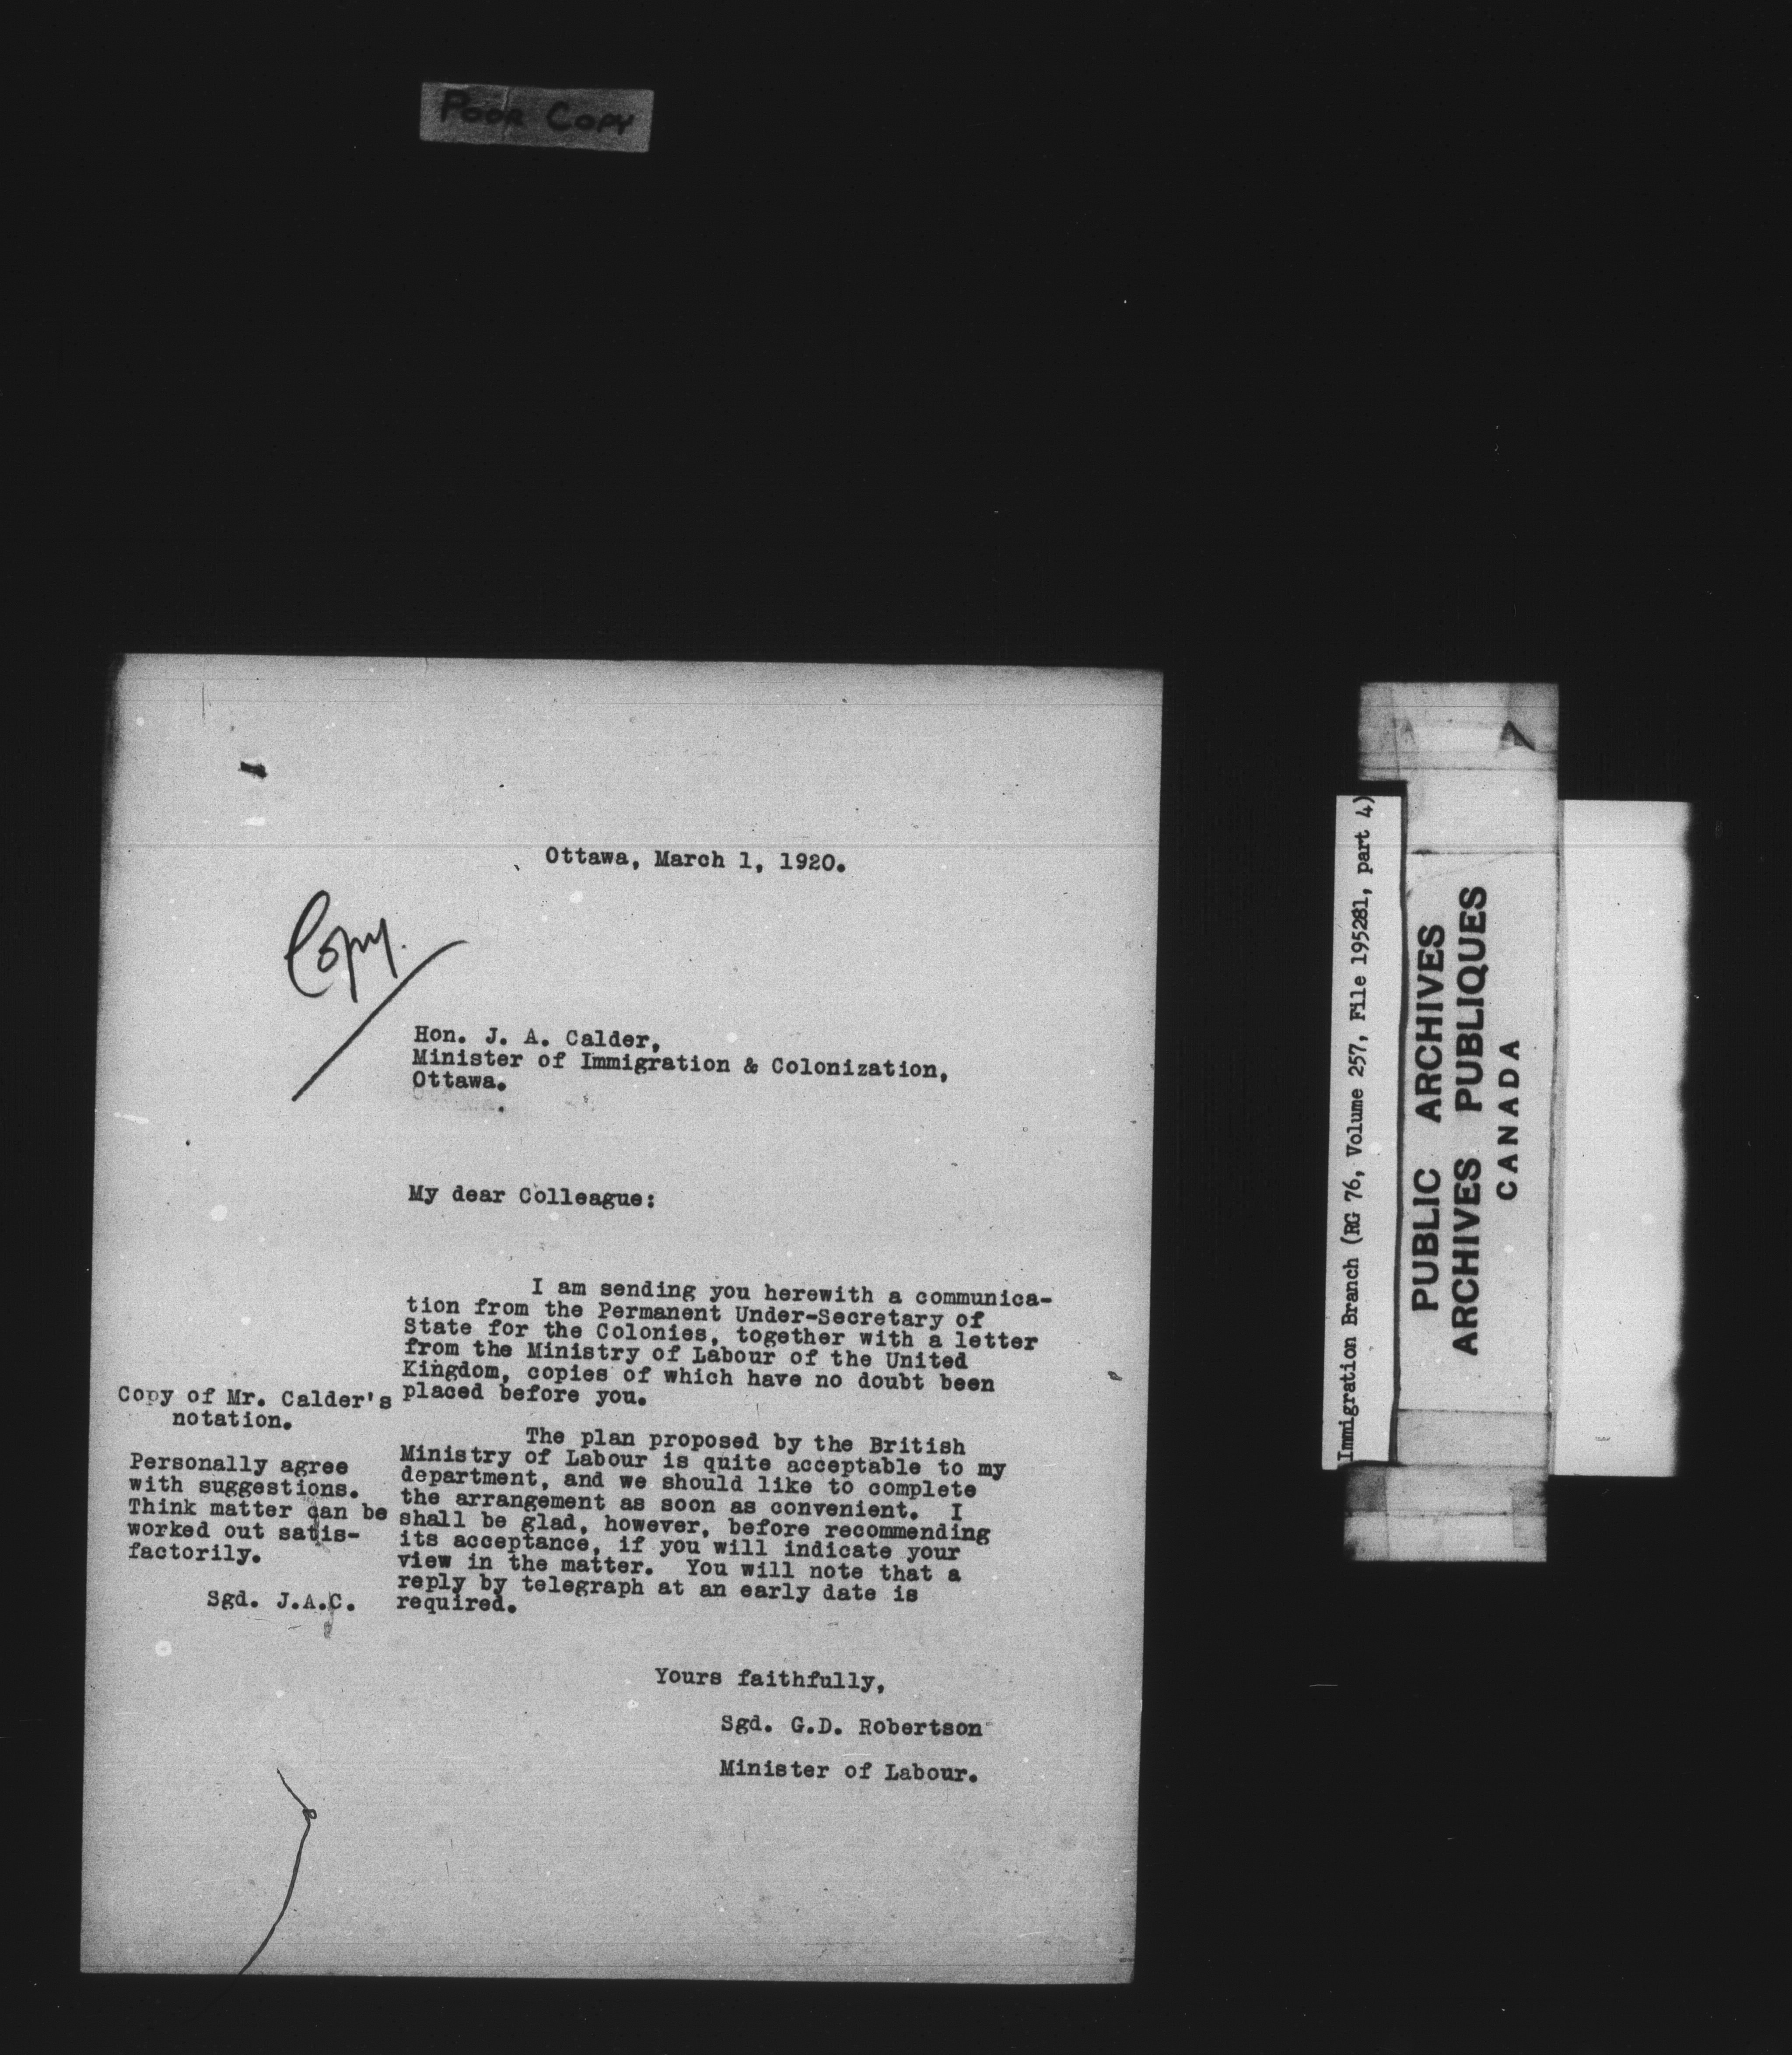 POOR COPY
Ottawa, March 1, 1920.
Copy.
Hon. J. A. Calder,
Minister of Immigration & Colonization,
Ottawa.
My dear Colleague:
I am sending you herewith a communica-
tion from the Permanent Under-Secretary of
State for the Colonies, together with a letter
from the Ministry of Labour of the United
Kingdom, copies of which have no doubt been
placed before you.
The plan proposed by the British
Ministry of Labour is quite acceptable to my
department, and we should like to complete
the arrangement as soon as convenient. I
shall be glad, however, before recommending
its acceptance, if you will indicate your
view in the matter. You will note that a
reply by telegraph at an early date is
required.
Copy of Mr. Calder's
notation.
Personally agree
with suggestions.
Think matter can be
worked out satis-
factorily.
Sgd. J.A.C.
Yours faithfully,
Sgd. G.D. Robertson
Minister of Labour.
Immigration Branch (RG 76, Volume 257, File 195281, part 4)
PUBLIC ARCHIVES
ARCHIVES PUBLIQUES
CANADA